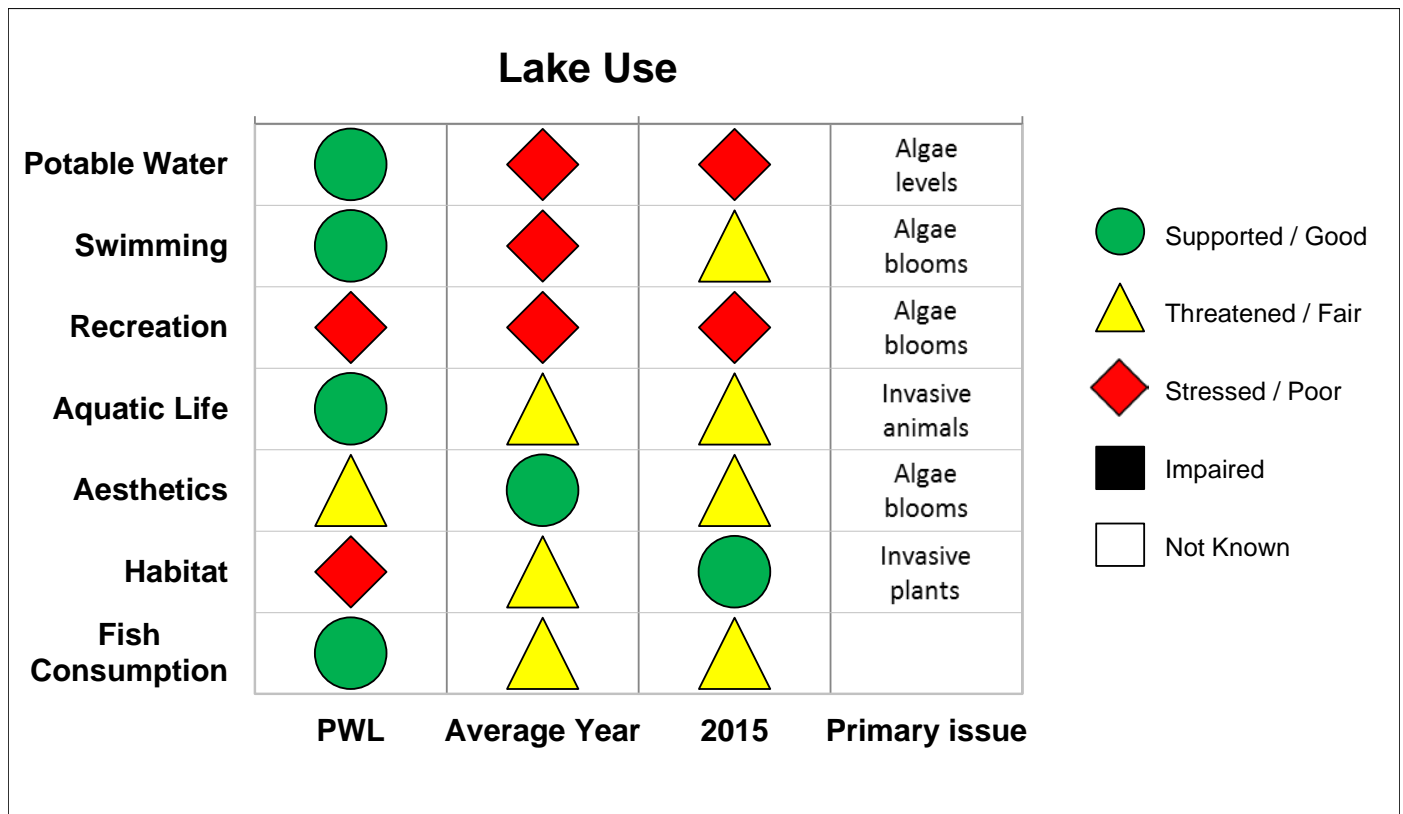 Lake Use
Potable Water
Algae
levels
Swimming
Algae
blooms
Recreation
Algae
blooms
Aquatic Life
Invasive
animals
Aesthetics
Algae
blooms
Habitat
Invasive
plants
Fish
Consumption
PWL
Average Year
2015
Primary issue
Supported / Good
Threatened / Fair
Stressed / Poor
Impaired
Not Known